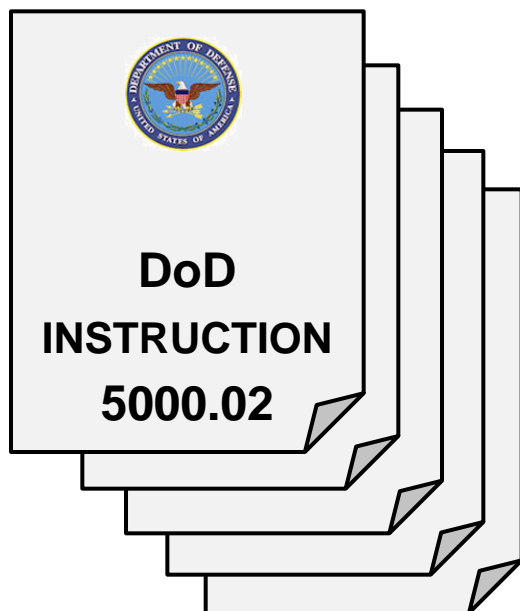 DEPARTMENT OF DEFENSE
UNITED STATES OF AMERICA
DoD
INSTRUCTION
5000.02